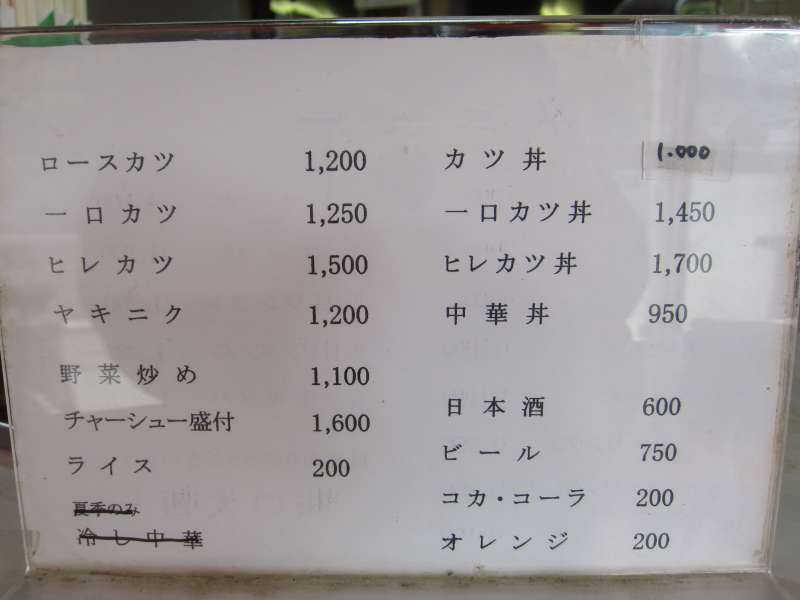 ロースカツ 1,200
一口カツ 1,250
ヒレカツ 1,500
ヤキニク 1,200
野菜炒め 1,100
チャーシュー盛付 1,600
ライス 200
夏季のみ
冷し中華
カツ丼 1.000
一口カツ丼 1,450
ヒレカツ丼 1,700
中華丼 950
日本酒 600
ビール 750
コカ・コーラ 200
オレンジ 200